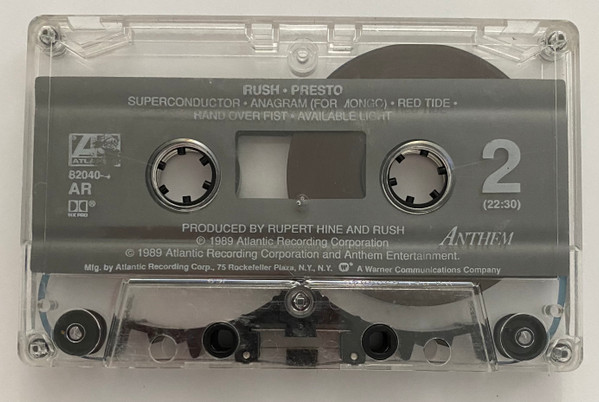 RUSH • PRESTO
SUPERCONDUCTOR • ANAGRAM (FOR MONGO) • RED TIDE •
HAND OVER FIST • AVAILABLE LIGHT
82040-4
AR
2
(22:30)
PRODUCED BY RUPERT HINE AND RUSH
℗ 1989 Atlantic Recording Corporation
ANTHEM
© 1989 Atlantic Recording Corporation and Anthem Entertainment.
Mfg. by Atlantic Recording Corp., 75 Rockefeller Plaza, N.Y., N.Y. A Warner Communications Company